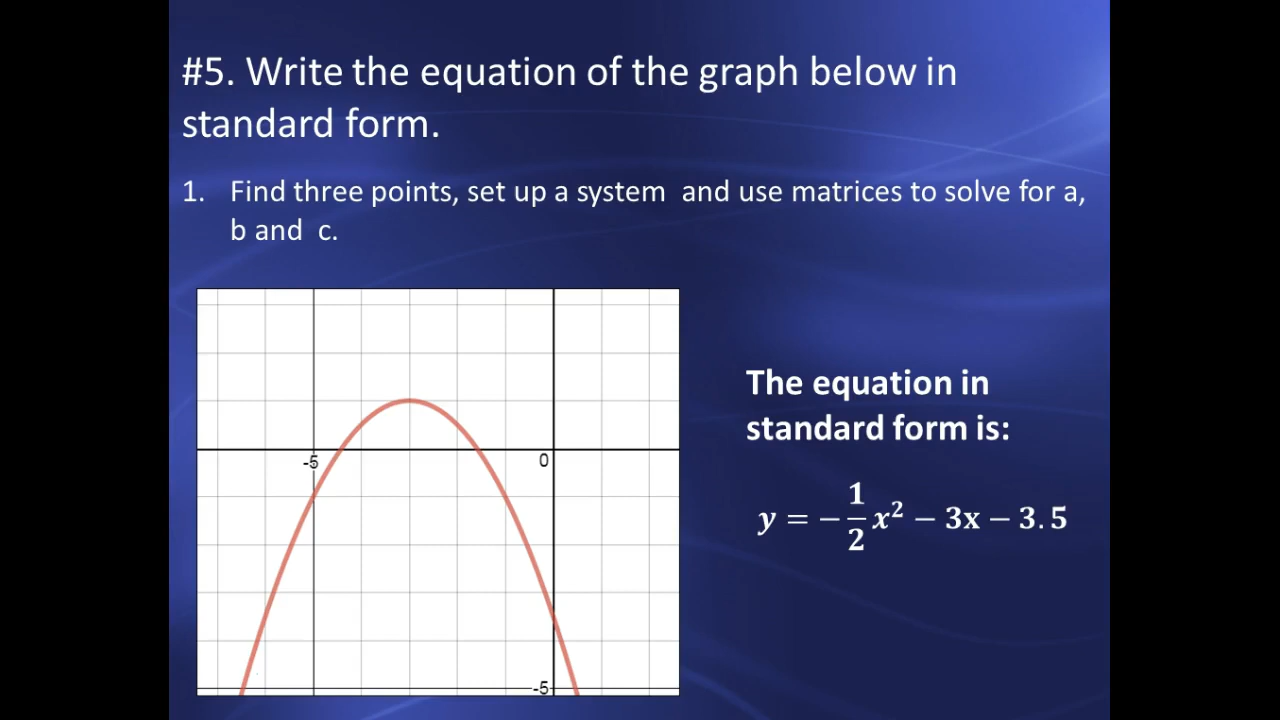 #5. Write the equation of the graph below in
standard form.
1. Find three points, set up a system and use matrices to solve for a,
b and c.
-5
0
-5
The equation in
standard form is:
y = −1/2 x² − 3x − 3.5